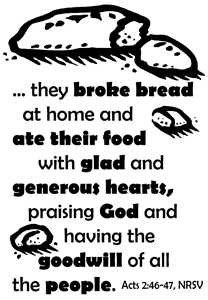 ... they broke bread
at home and
ate their food
with glad and
generous hearts,
praising God and
having the
goodwill of all
the people. Acts 2:46-47, NRSV